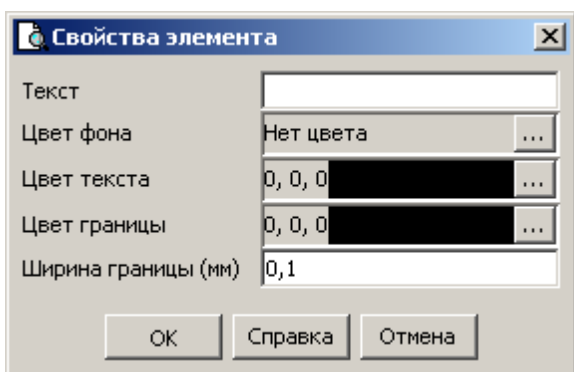 Свойства элемента
Текст
Цвет фона Нет цвета ...
Цвет текста 0, 0, 0 ...
Цвет границы 0, 0, 0 ...
Ширина границы (мм) 0,1
OK Справка Отмена